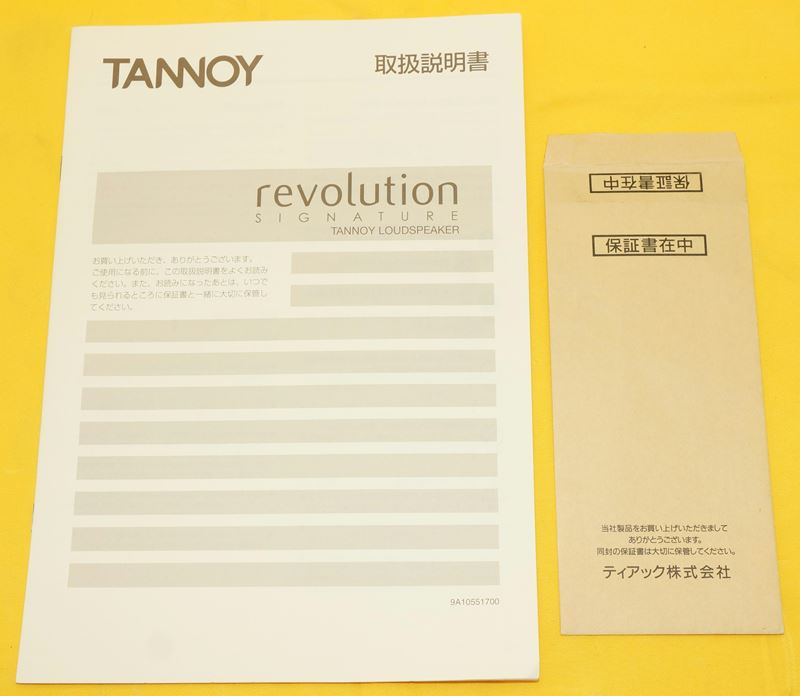 TANNOY
取扱説明書
revolution
SIGNATURE
TANNOY LOUDSPEAKER
お買い上げいただき、ありがとうございます。
ご使用になる前に、この取扱説明書をよくお読み
ください。また、お読みになったあとは、いつで
も見られるところに保証書と一緒に大切に保管し
てください。
9A10551700
保証書在中
保証書在中
当社製品をお買い上げいただきまして
ありがとうございます。
同封の保証書は大切に保管してください。
ティアック株式会社